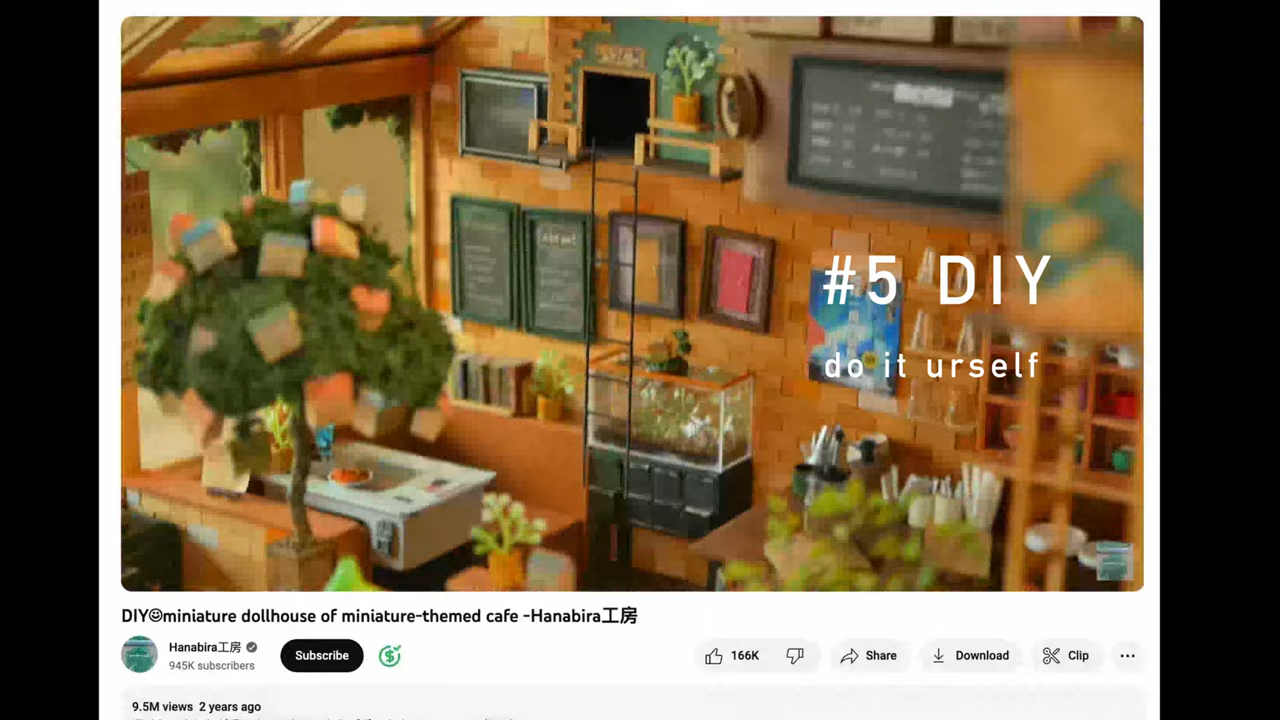 #5 DIY
do it urself
DIY☺miniature dollhouse of miniature-themed cafe -Hanabira工房
Hanabira工房
945K subscribers
Subscribe
166K
Share
Download
Clip
9.5M views 2 years ago